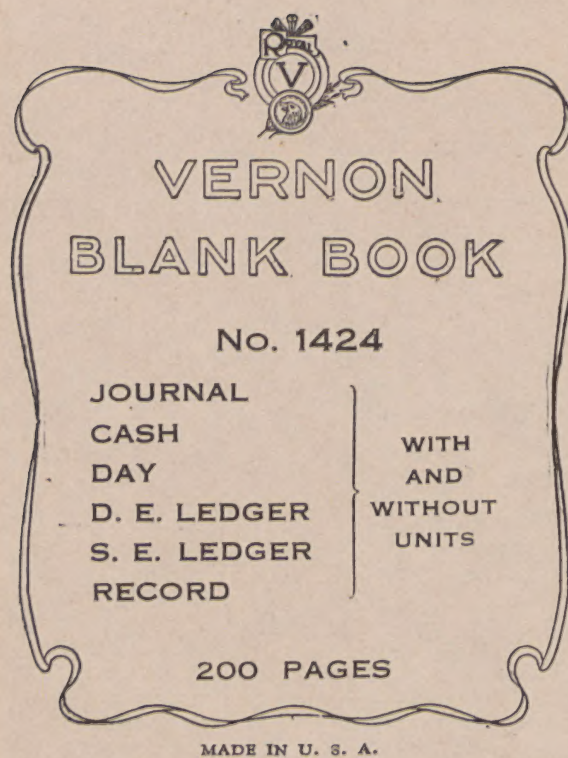 ROYAL
V
VERNON
BLANK BOOK
No. 1424
JOURNAL
CASH
DAY
D. E. LEDGER
S. E. LEDGER
RECORD
WITH
AND
WITHOUT
UNITS
200 PAGES
MADE IN U. S. A.